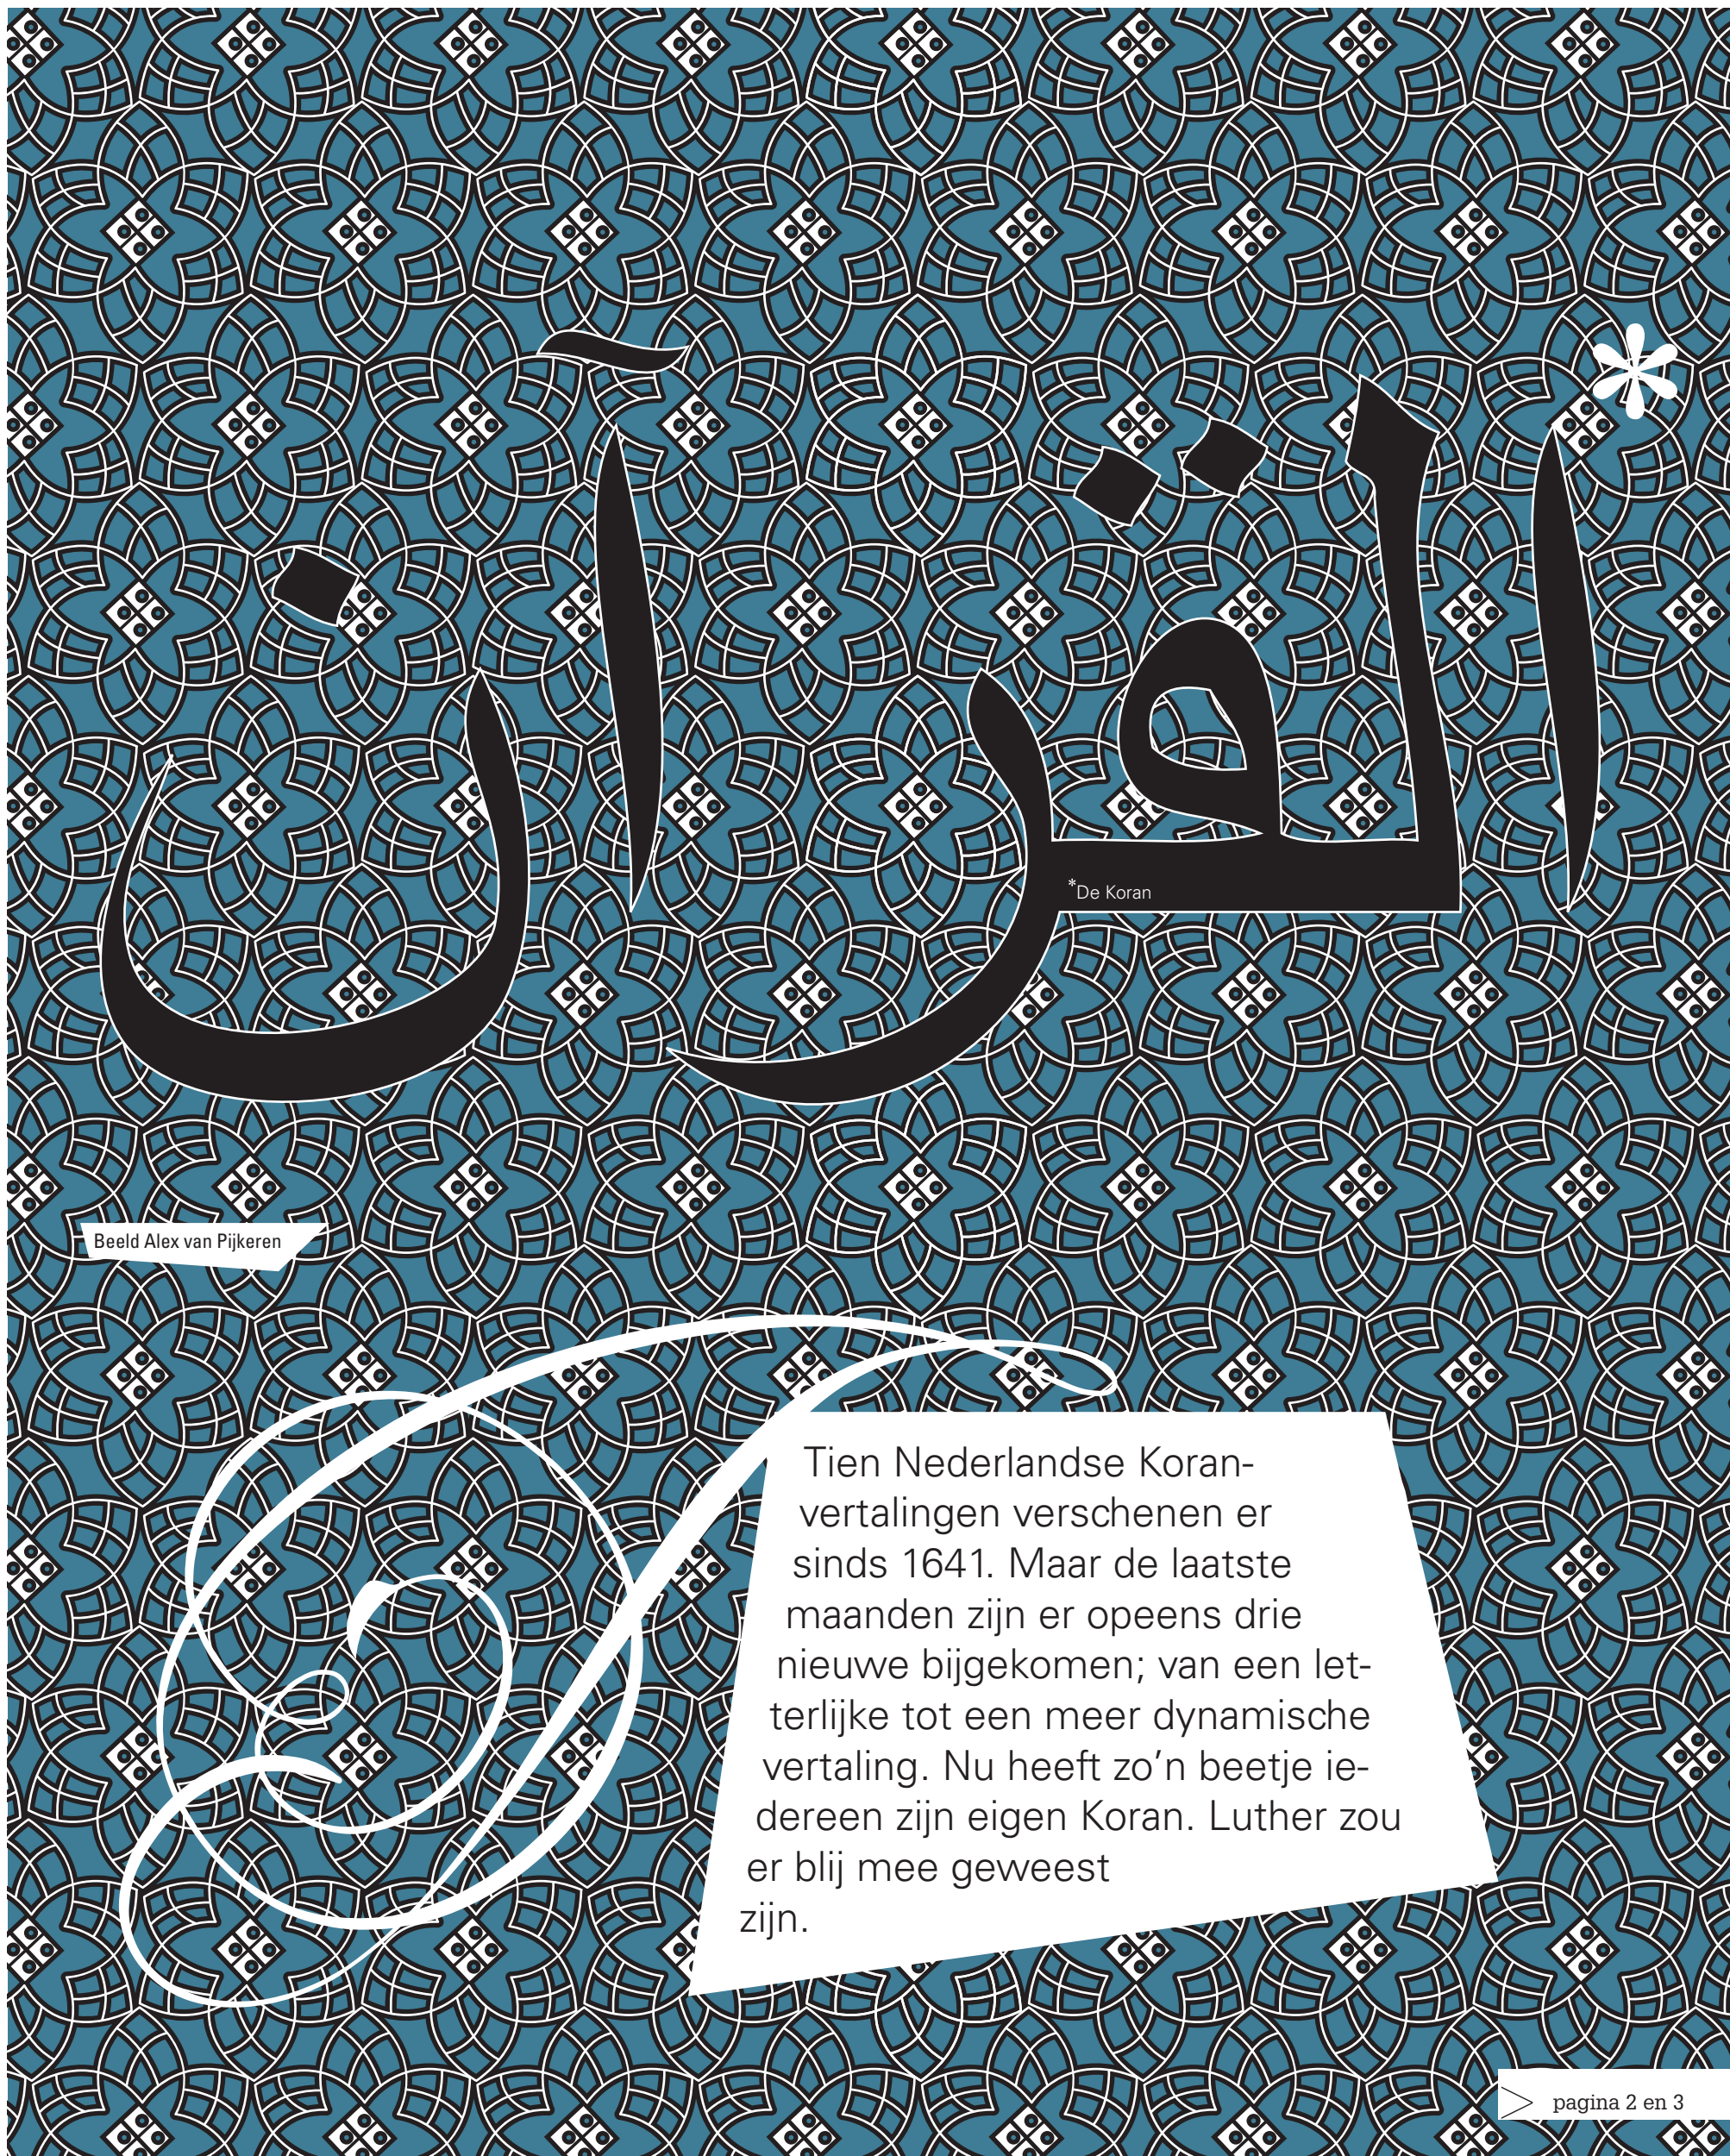 القرآن*
*De Koran
Beeld Alex van Pijkeren
Tien Nederlandse Koran-
vertalingen verschenen er
sinds 1641. Maar de laatste
maanden zijn er opeens drie
nieuwe bijgekomen; van een let-
terlijke tot een meer dynamische
vertaling. Nu heeft zo’n beetje ie-
dereen zijn eigen Koran. Luther zou
er blij mee geweest
zijn.
> pagina 2 en 3